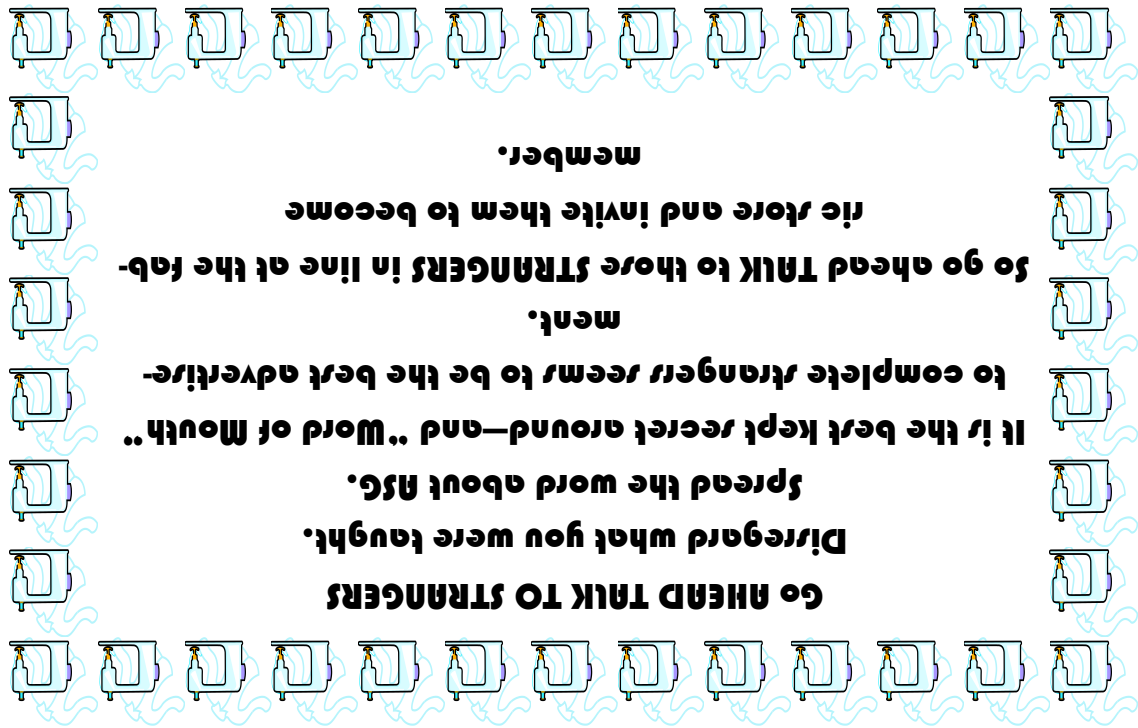 Go AHEAD TALK TO STRANGERS
Disregard what you were taught.
Spread the word about ASG.
It is the best kept secret around—and “Word of Mouth”
to complete strangers seems to be the best advertise-
ment.
So go ahead TALK to those STRANGERS in line at the fab-
ric store and invite them to become
member.